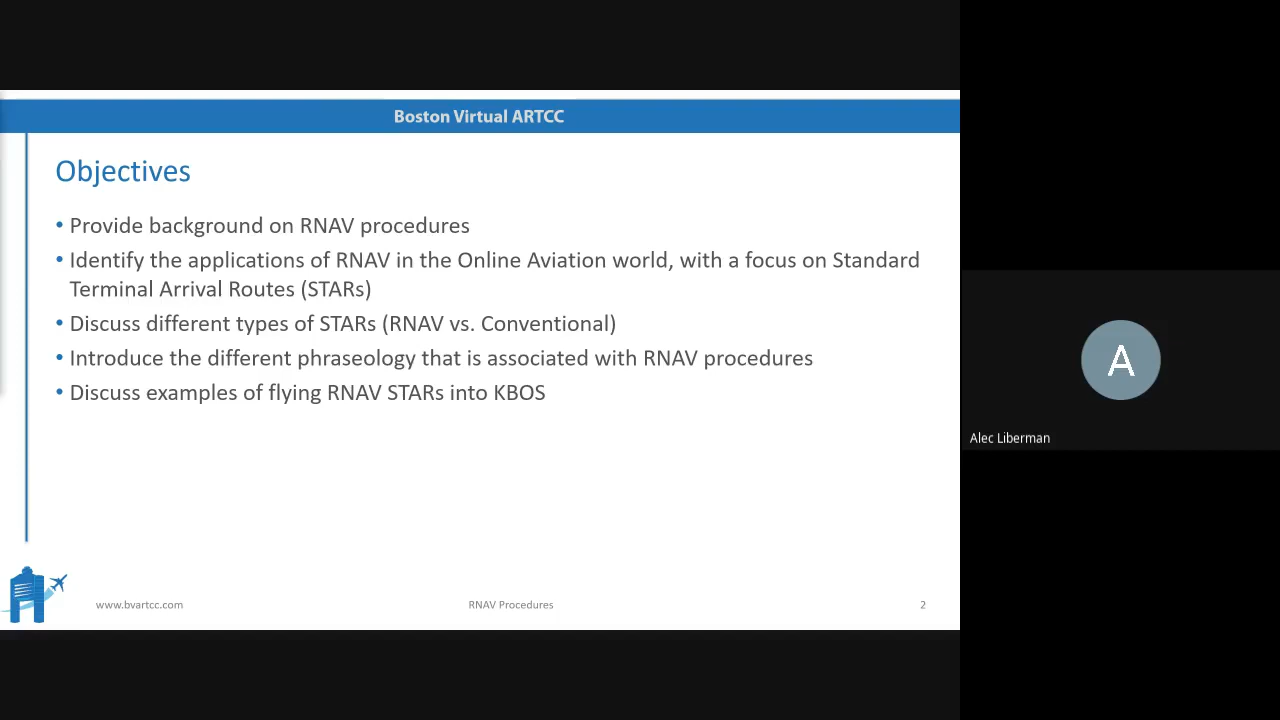 Boston Virtual ARTCC
Objectives
• Provide background on RNAV procedures
• Identify the applications of RNAV in the Online Aviation world, with a focus on Standard
Terminal Arrival Routes (STARs)
• Discuss different types of STARs (RNAV vs. Conventional)
• Introduce the different phraseology that is associated with RNAV procedures
• Discuss examples of flying RNAV STARs into KBOS
www.bvartcc.com
RNAV Procedures
2
A
Alec Liberman